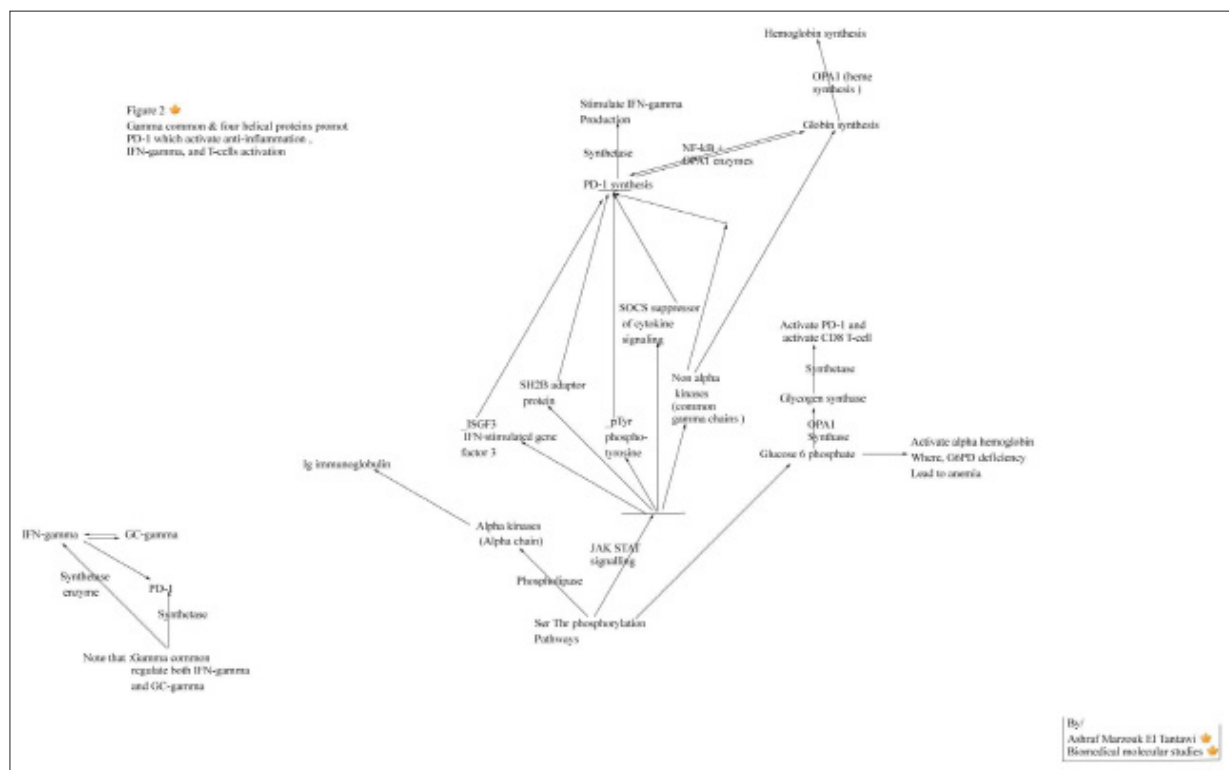 Hemoglobin synthesis
OPA1 (heme
synthesis )
Figure 2
Gamma common & four helical proteins promot
PD-1 which activate anti-inflammation ,
IFN-gamma, and T-cells activation
Stimulate IFN-gamma
Production
Globin synthesis
Synthetase
NF-kB +
OPA1 enzymes
PD-1 synthesis
SOCS suppressor
of cytokine
signaling
Activate PD-1 and
activate CD8 T-cell
Synthetase
SH2B adaptor
protein
Non alpha
kinases
(common
gamma chains )
Glycogen synthase
_ISGF3
IFN-stimulated gene
factor 3
_pTyr
phospho-
tyrosine
OPA1
Synthase
Glucose 6 phosphate
Activate alpha hemoglobin
Where, G6PD deficiency
Lead to anemia
Ig immunoglobulin
Alpha kinases
(Alpha chain)
JAK STAT
signalling
Phospholipase
Ser Thr phosphorylation
Pathways
IFN-gamma
GC-gamma
Synthetase
enzyme
PD-1
Synthetase
Note that :Gamma common
regulate both IFN-gamma
and GC-gamma
By/
Ashraf Marzouk El Tantawi
Biomedical molecular studies